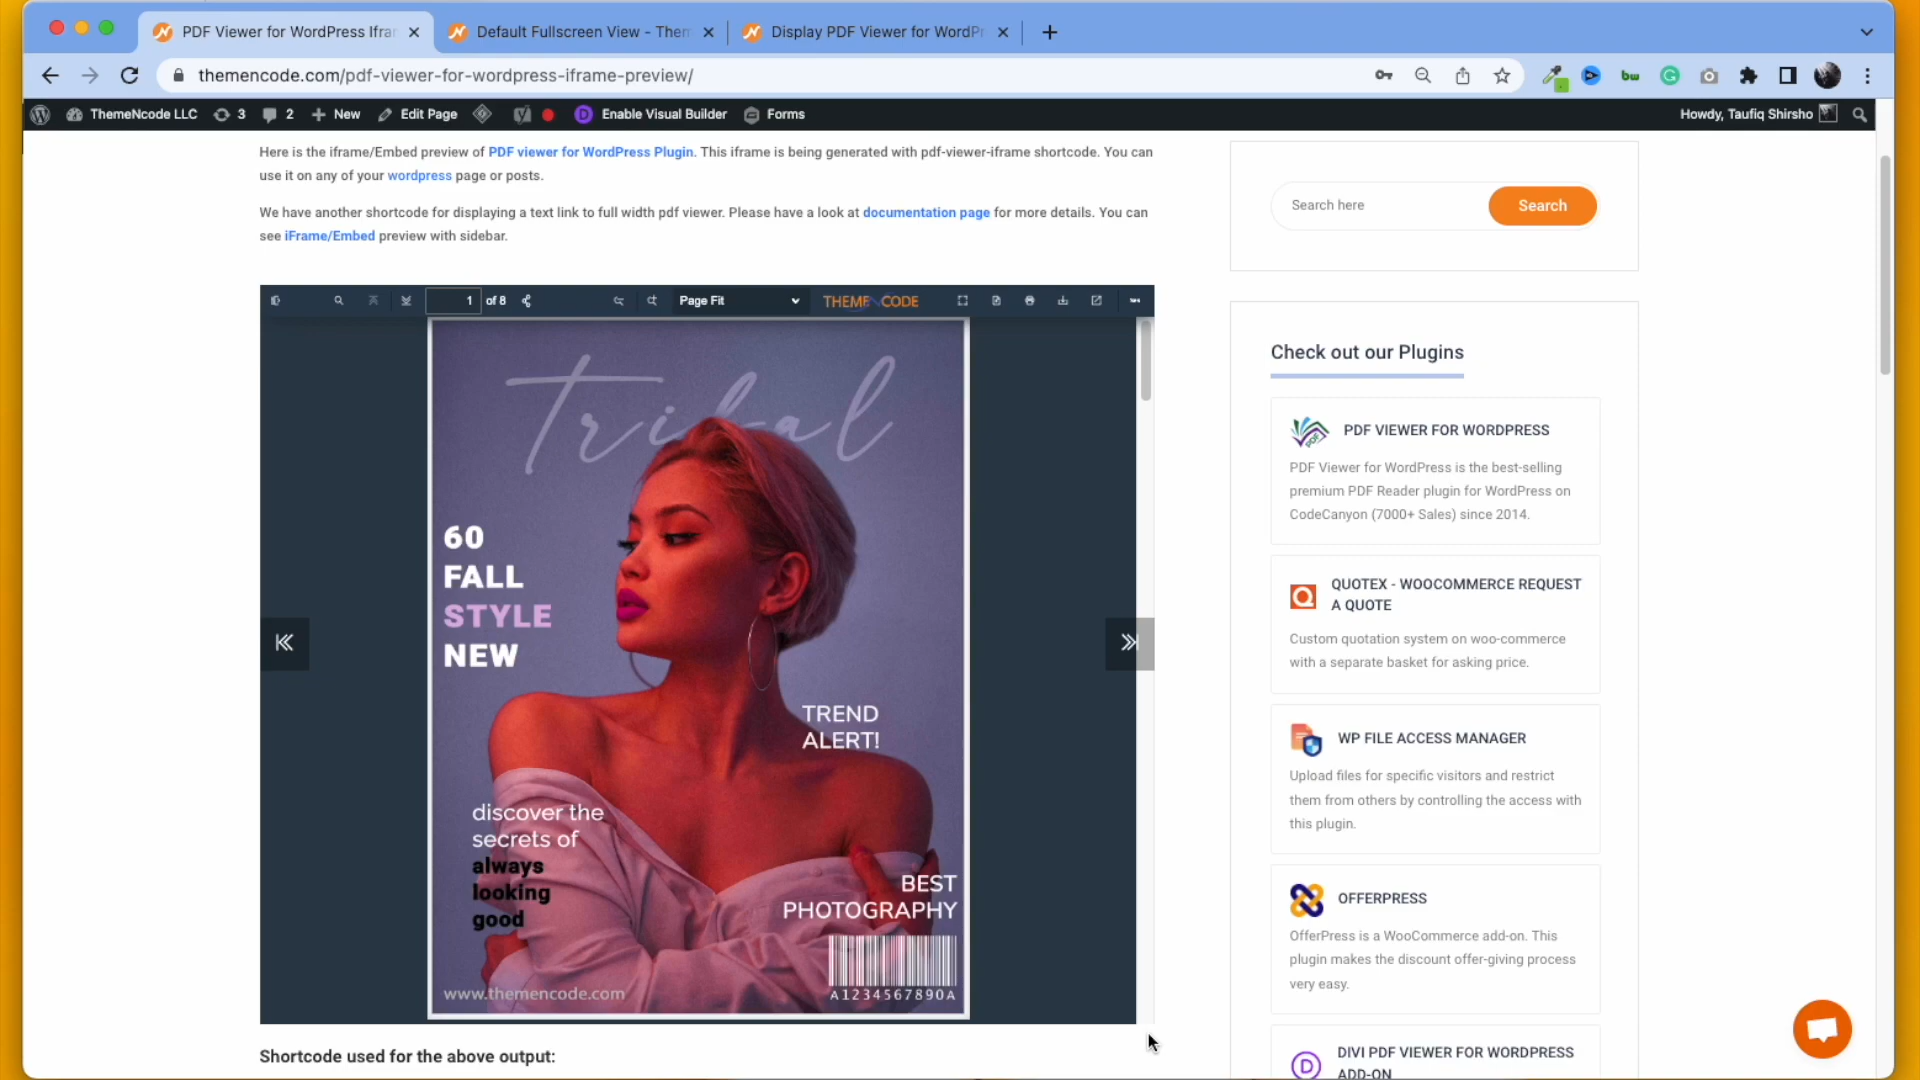 PDF Viewer for WordPress Ifra
Default Fullscreen View - Them
Display PDF Viewer for WordPr
themencode.com/pdf-viewer-for-wordpress-iframe-preview/
bw
ThemeNcode LLC
3
2
New
Edit Page
Enable Visual Builder
Forms
Howdy, Taufiq Shirsho
Here is the iframe/Embed preview of PDF viewer for WordPress Plugin. This iframe is being generated with pdf-viewer-iframe shortcode. You can
use it on any of your wordpress page or posts.
We have another shortcode for displaying a text link to full width pdf viewer. Please have a look at documentation page for more details. You can
see iFrame/Embed preview with sidebar.
1 of 8
Page Fit
THEMENCODE
Tribal
60
FALL
STYLE
NEW
TREND
ALERT!
discover the
secrets of
always
looking
good
BEST
PHOTOGRAPHY
www.themencode.com
A1234567890A
Shortcode used for the above output:
Search here
Search
Check out our Plugins
PDF VIEWER FOR WORDPRESS
PDF Viewer for WordPress is the best-selling
premium PDF Reader plugin for WordPress on
CodeCanyon (7000+ Sales) since 2014.
QUOTEX - WOOCOMMERCE REQUEST
A QUOTE
Custom quotation system on woo-commerce
with a separate basket for asking price.
WP FILE ACCESS MANAGER
Upload files for specific visitors and restrict
them from others by controlling the access with
this plugin.
OFFERPRESS
OfferPress is a WooCommerce add-on. This
plugin makes the discount offer-giving process
very easy.
DIVI PDF VIEWER FOR WORDPRESS
ADD-ON